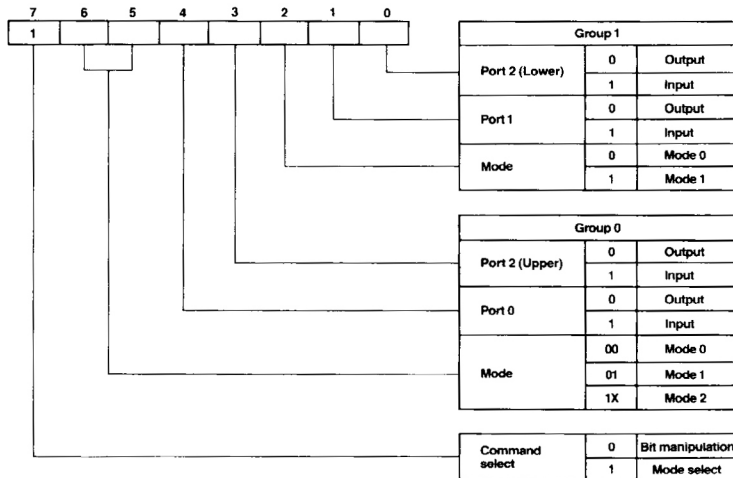 7 6 5 4 3 2 1 0
1
Group 1
Port 2 (Lower) 0 Output
1 Input
Port 1 0 Output
1 Input
Mode 0 Mode 0
1 Mode 1
Group 0
Port 2 (Upper) 0 Output
1 Input
Port 0 0 Output
1 Input
Mode 00 Mode 0
01 Mode 1
1X Mode 2
Command select 0 Bit manipulation
1 Mode select